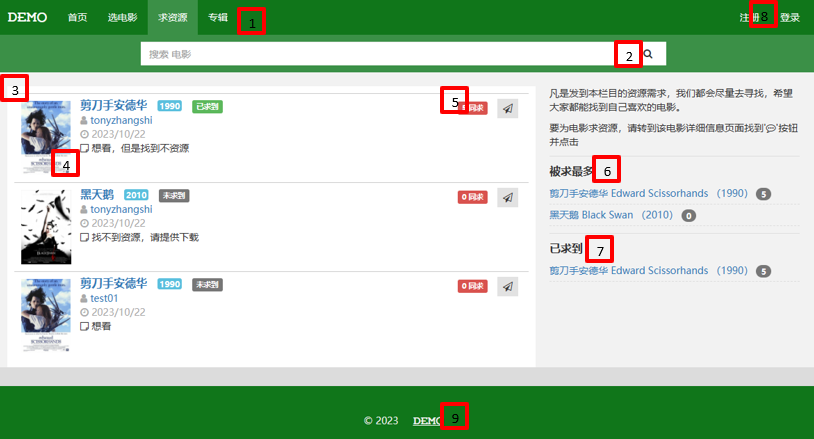 DEMO 首页 选电影 求资源 专辑 1 注册 8 登录
搜索 电影 2
3
剪刀手安德华 1990 已求到 5 同求
tonyzhangshi
2023/10/22
想看，但是找到不资源
4
黑天鹅 2010 未求到 0 同求
tonyzhangshi
2023/10/22
找不到资源，请提供下载
剪刀手安德华 1990 未求到 0 同求
test01
2023/10/22
想看
凡是发到本栏目的资源需求，我们都会尽量去寻找，希望
大家都能找到自己喜欢的电影。
要为电影求资源，请转到该电影详细信息页面找到'☺'按钮
并点击
被求最多 6
剪刀手安德华 Edward Scissorhands （1990） 5
黑天鹅 Black Swan （2010） 0
已求到 7
剪刀手安德华 Edward Scissorhands （1990） 5
© 2023 DEMO 9